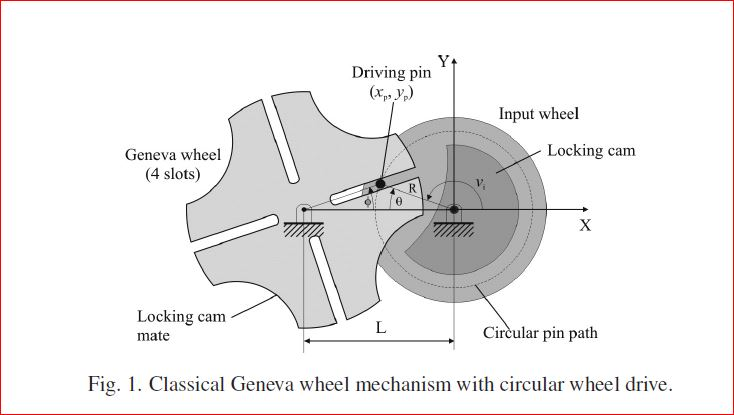 Y
Driving pin
(xₚ, yₚ)
Input wheel
Geneva wheel
(4 slots)
Locking cam
R
νᵢ
ϕ
θ
X
Locking cam
mate
L
Circular pin path
Fig. 1. Classical Geneva wheel mechanism with circular wheel drive.